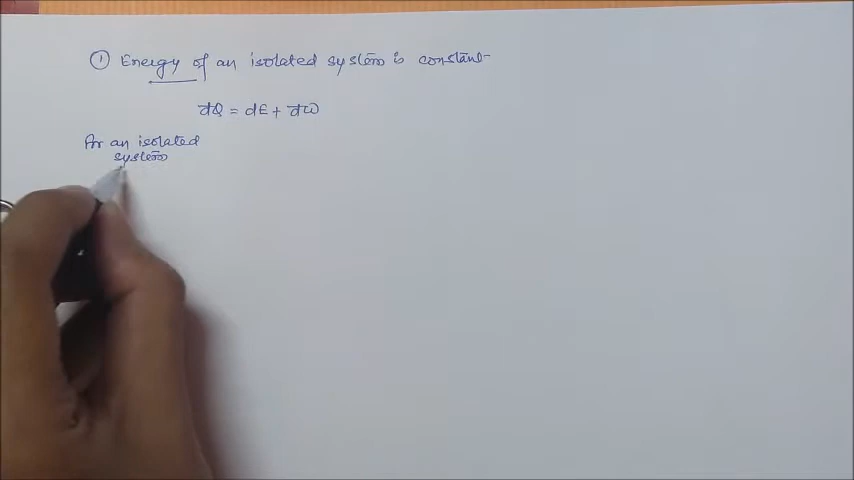 ① Energy of an isolated system is constant
đQ = dE + đW
For an isolated
system